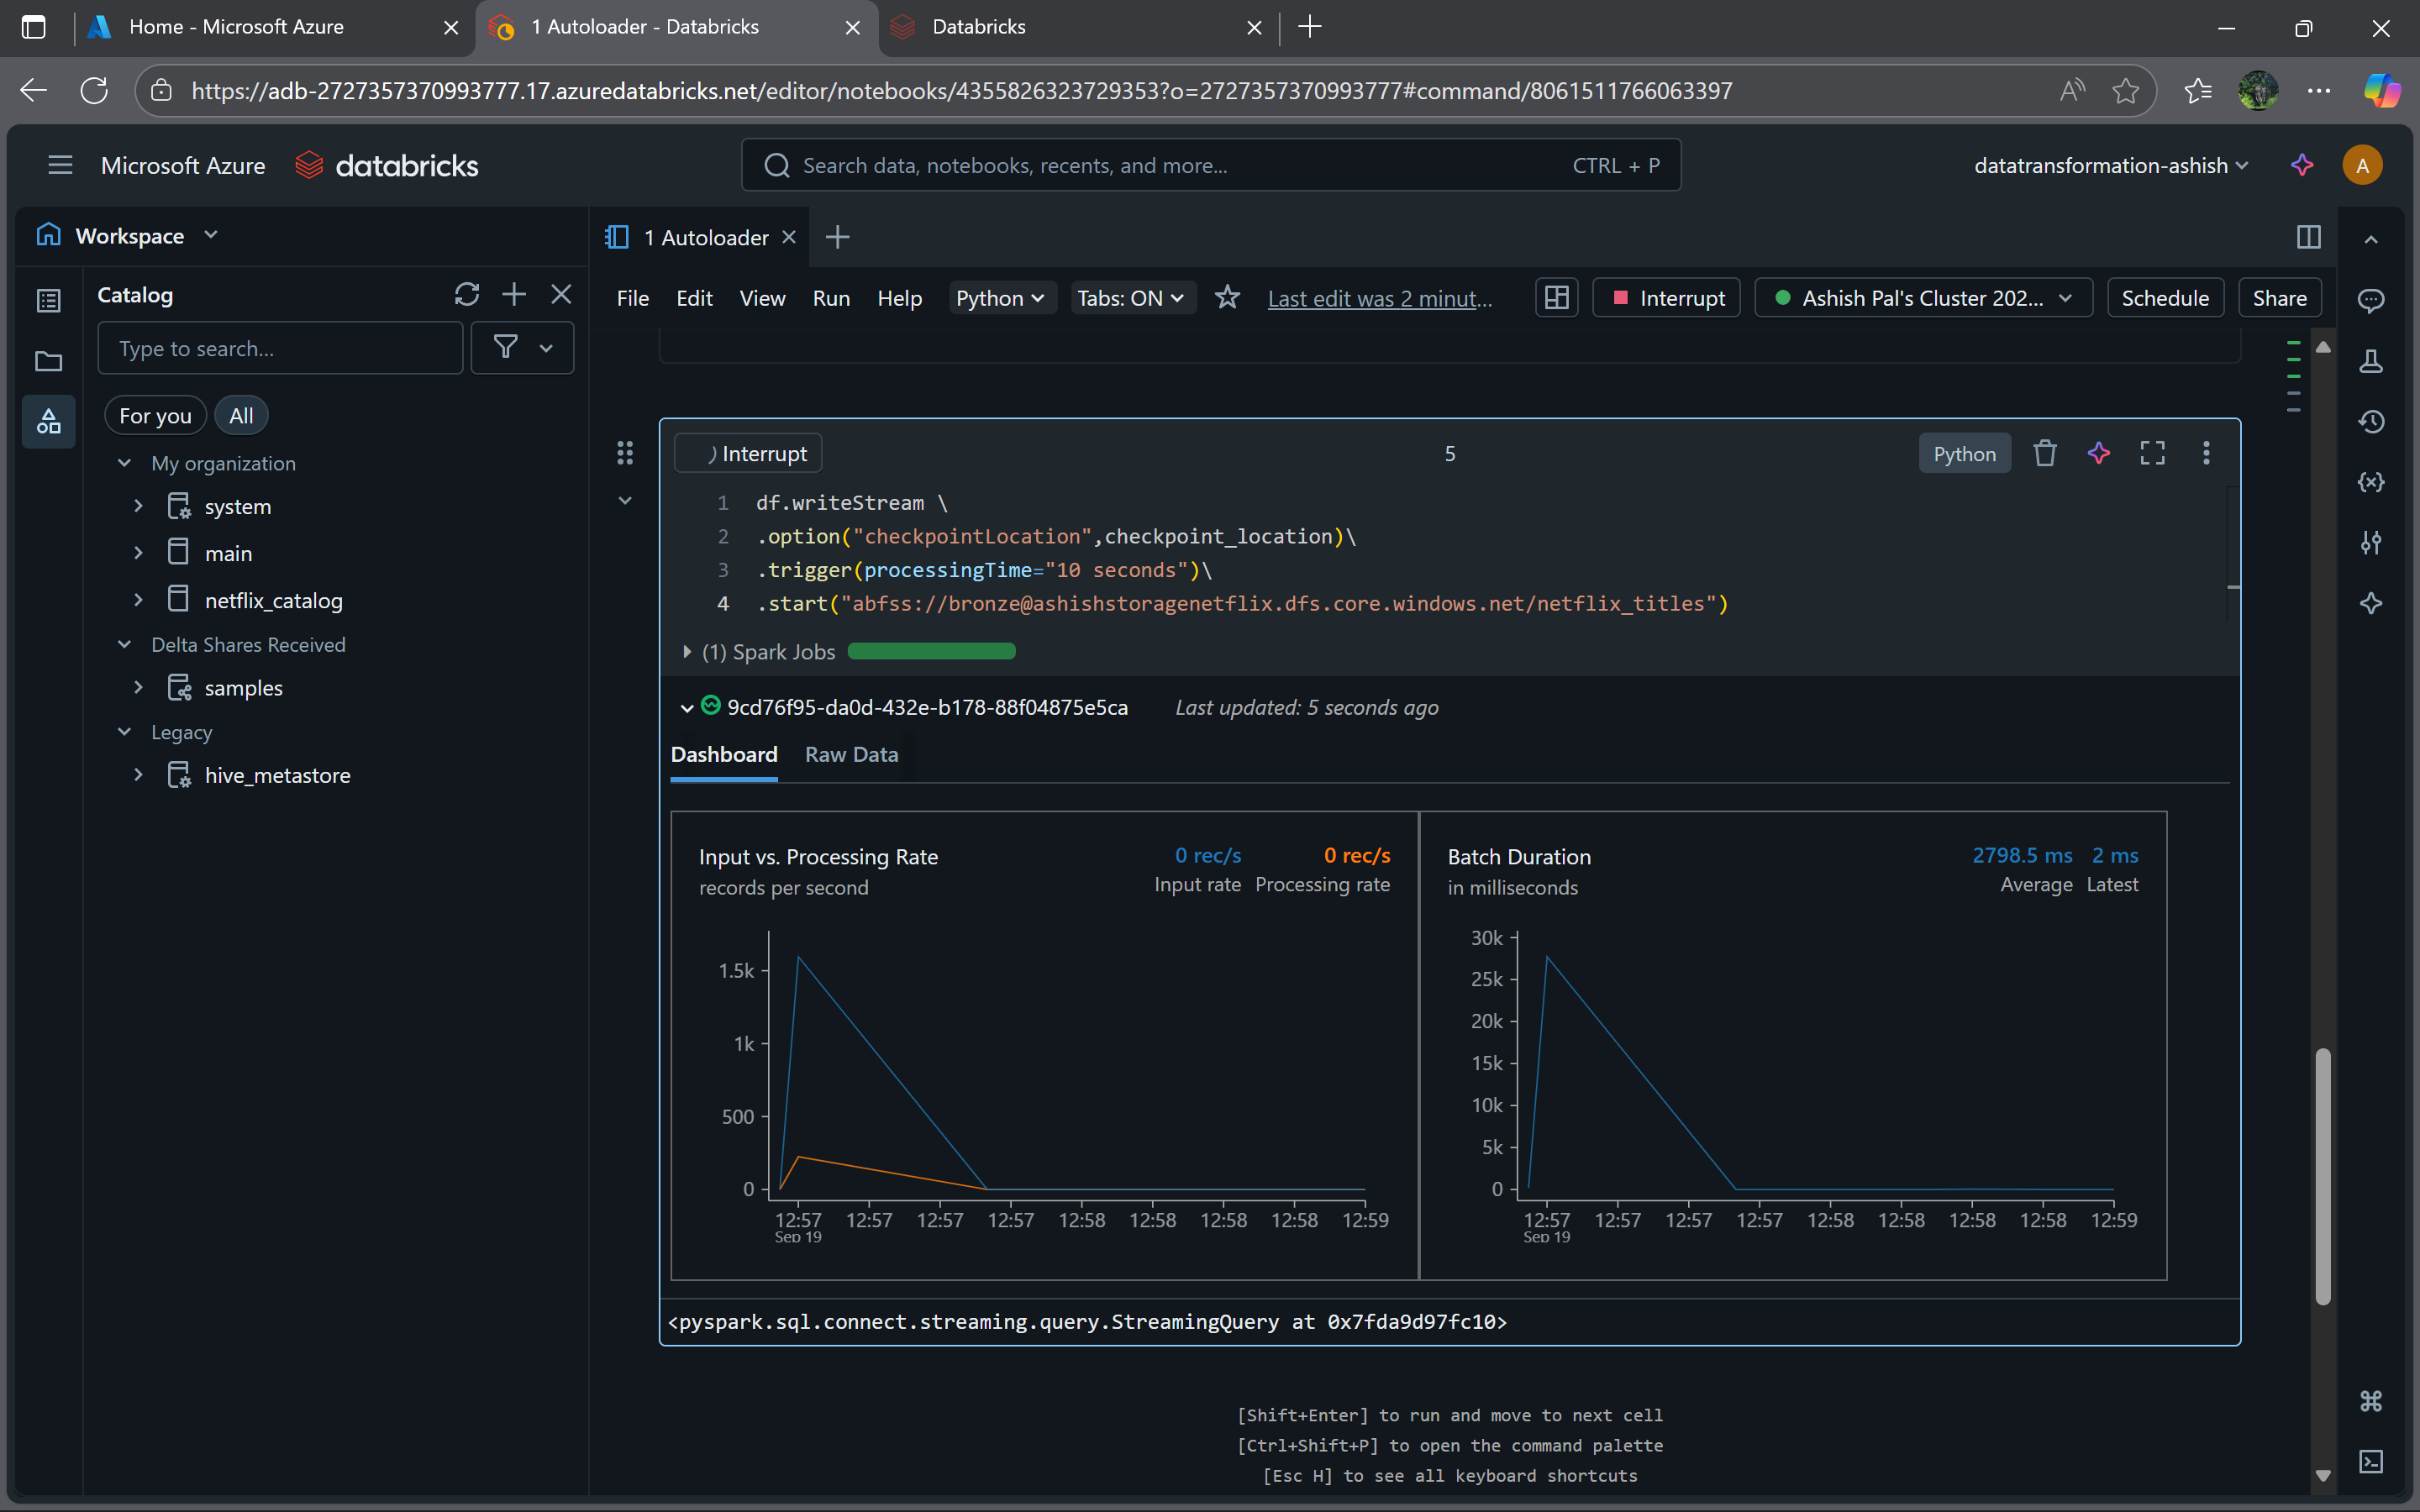 Home - Microsoft Azure
1 Autoloader - Databricks
Databricks
https://adb-2727357370993777.17.azuredatabricks.net/editor/notebooks/4355826323729353?o=2727357370993777#command/8061511766063397
Microsoft Azure
databricks
Search data, notebooks, recents, and more...
CTRL + P
datatransformation-ashish
A
Workspace
1 Autoloader
Catalog
File Edit View Run Help Python Tabs: ON Last edit was 2 minut... Interrupt Ashish Pal's Cluster 202... Schedule Share
Type to search...
For you
All
My organization
system
main
netflix_catalog
Delta Shares Received
samples
Legacy
hive_metastore
Interrupt
5
Python
1 df.writeStream \
2 .option("checkpointLocation",checkpoint_location)\
3 .trigger(processingTime="10 seconds")\
4 .start("abfss://bronze@ashishstoragenetflix.dfs.core.windows.net/netflix_titles")
(1) Spark Jobs
9cd76f95-da0d-432e-b178-88f04875e5ca Last updated: 5 seconds ago
Dashboard Raw Data
Input vs. Processing Rate
records per second
0 rec/s 0 rec/s
Input rate Processing rate
1.5k
1k
500
0
12:57 12:57 12:57 12:57 12:58 12:58 12:58 12:58 12:59
Sep 19
Batch Duration
in milliseconds
2798.5 ms 2 ms
Average Latest
30k
25k
20k
15k
10k
5k
0
12:57 12:57 12:57 12:57 12:58 12:58 12:58 12:58 12:59
Sep 19
<pyspark.sql.connect.streaming.query.StreamingQuery at 0x7fda9d97fc10>
[Shift+Enter] to run and move to next cell
[Ctrl+Shift+P] to open the command palette
[Esc H] to see all keyboard shortcuts